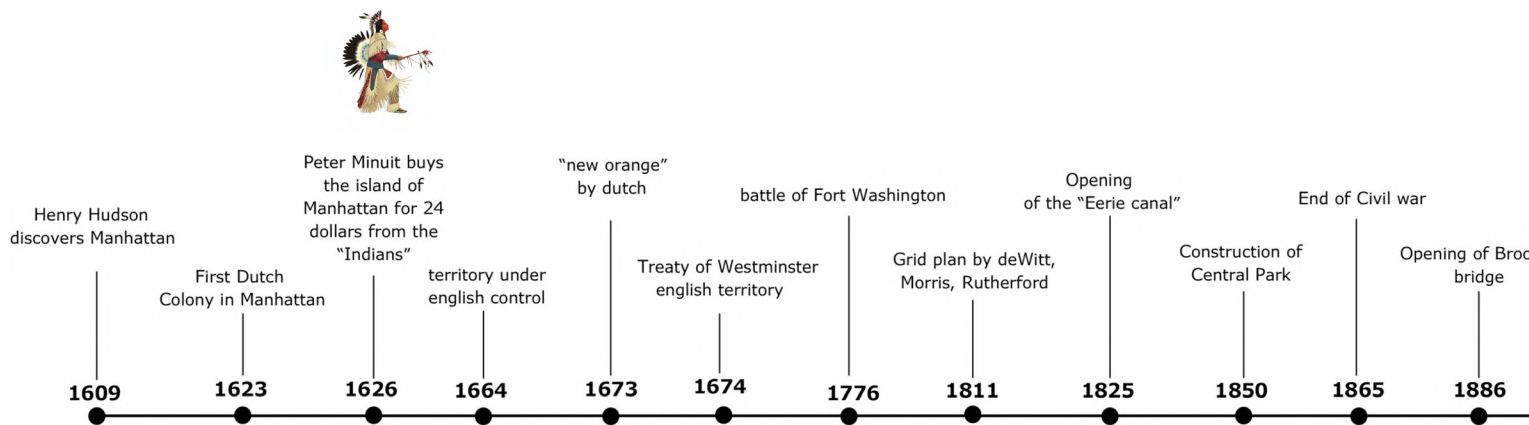 Henry Hudson
discovers Manhattan
First Dutch
Colony in Manhattan
Peter Minuit buys
the island of
Manhattan for 24
dollars from the
“Indians”
territory under
english control
“new orange”
by dutch
Treaty of Westminster
english territory
battle of Fort Washington
Grid plan by deWitt,
Morris, Rutherford
Opening
of the “Eerie canal”
Construction of
Central Park
End of Civil war
Opening of Broo
bridge
1609
1623
1626
1664
1673
1674
1776
1811
1825
1850
1865
1886